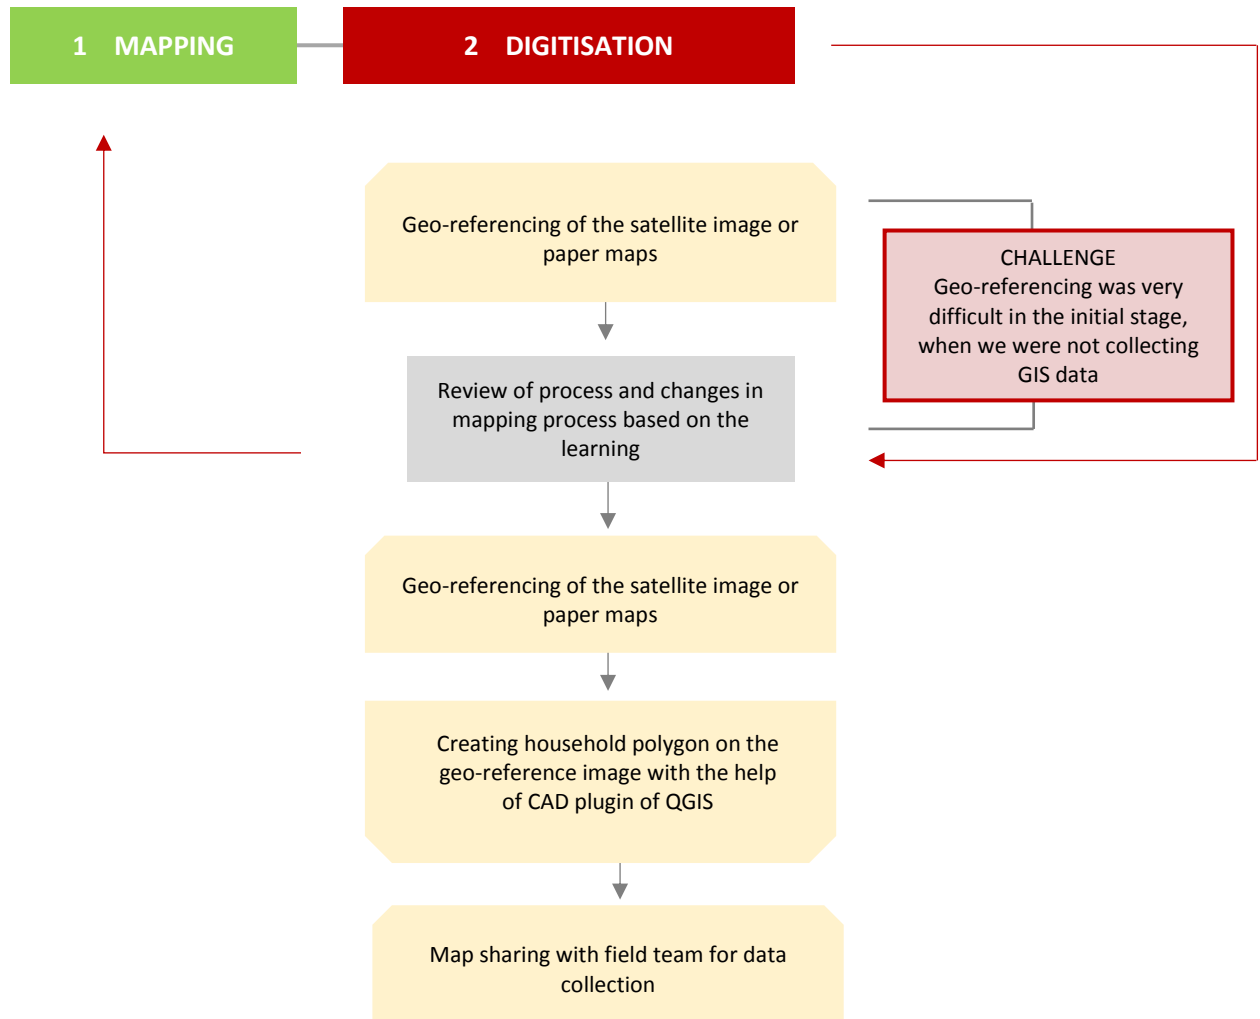 1 MAPPING
2 DIGITISATION
Geo-referencing of the satellite image or
paper maps
CHALLENGE
Geo-referencing was very
difficult in the initial stage,
when we were not collecting
GIS data
Review of process and changes in
mapping process based on the
learning
Geo-referencing of the satellite image or
paper maps
Creating household polygon on the
geo-reference image with the help
of CAD plugin of QGIS
Map sharing with field team for data
collection